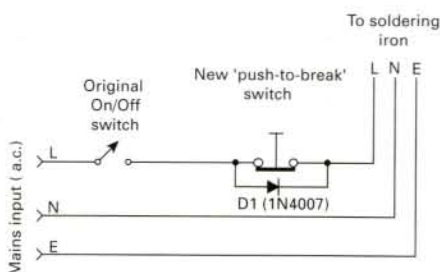 To soldering
iron
L N E
Original
On/Off
switch
New 'push-to-break'
switch
Mains input ( a.c.)
L
D1 (1N4007)
N
E